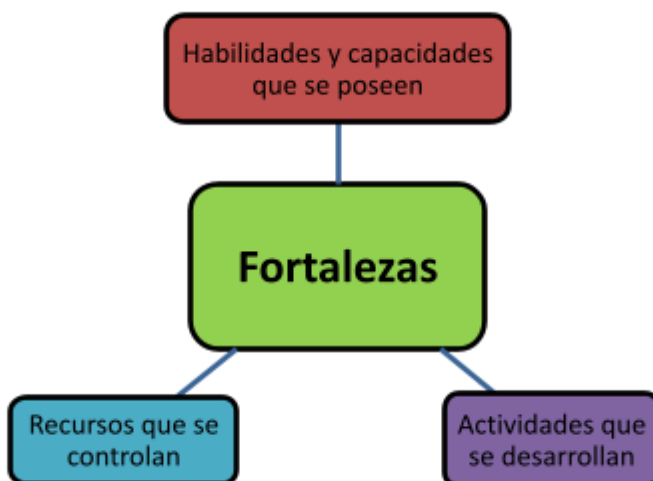 Habilidades y capacidades
que se poseen
Fortalezas
Recursos que se
controlan
Actividades que
se desarrollan